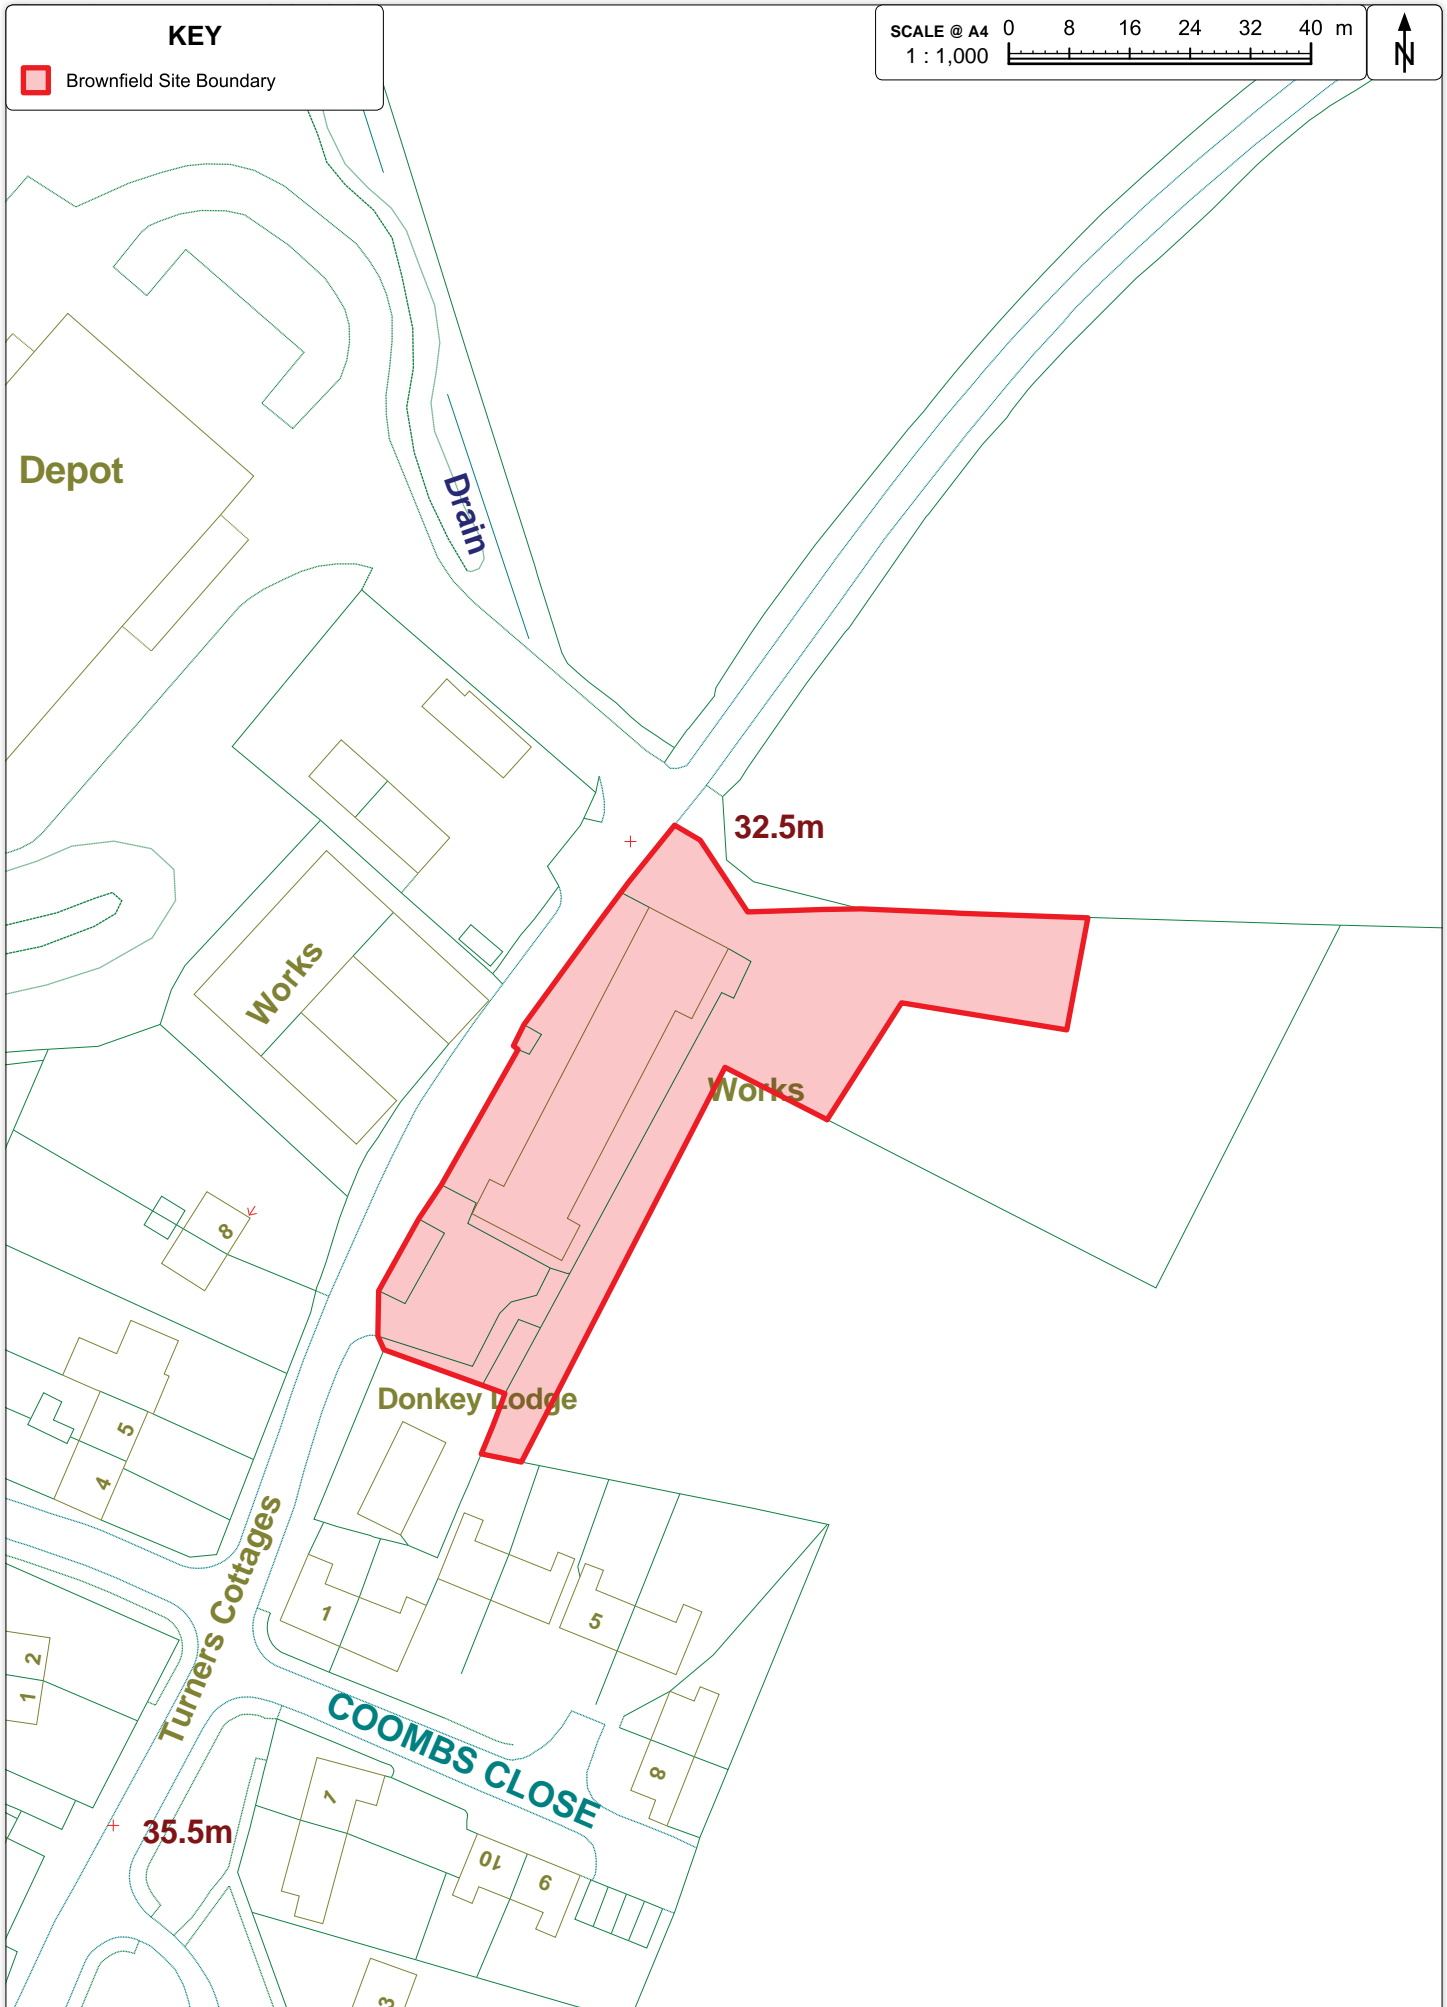 KEY
Brownfield Site Boundary
SCALE @ A4
1 : 1,000
0 8 16 24 32 40 m
N
Depot
Drain
32.5m
Works
Works
8
Donkey Lodge
5
4
Turners Cottages
1
5
2
1
COOMBS CLOSE
8
7
35.5m
10
9
3